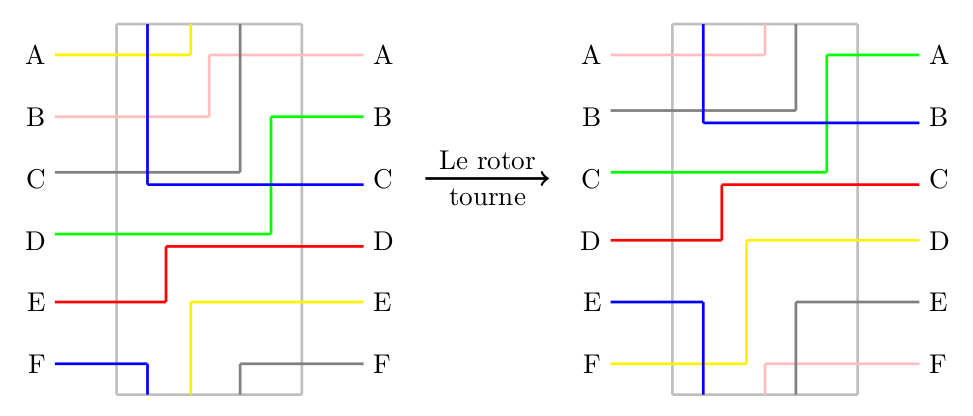 A A A A
B B B B
Le rotor
tourne
C C C C
D D D D
E E E E
F F F F